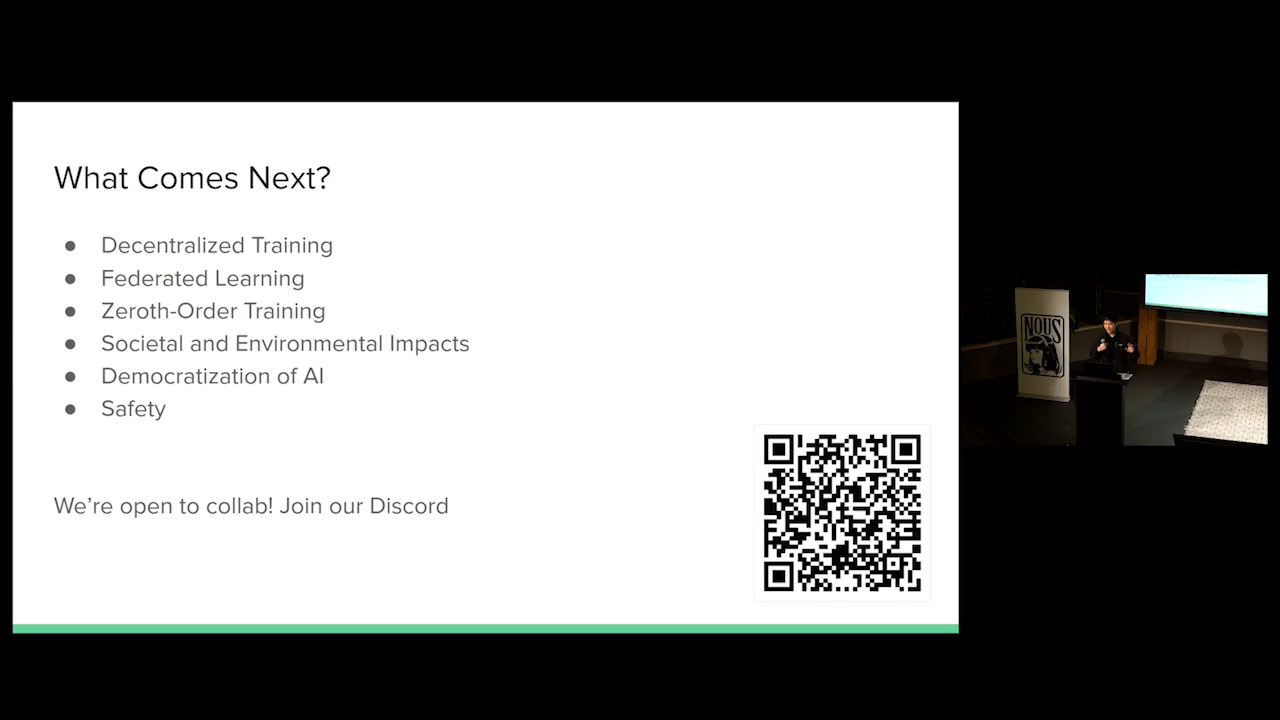 What Comes Next?
Decentralized Training
Federated Learning
Zeroth-Order Training
Societal and Environmental Impacts
Democratization of AI
Safety
We're open to collab! Join our Discord
NOUS